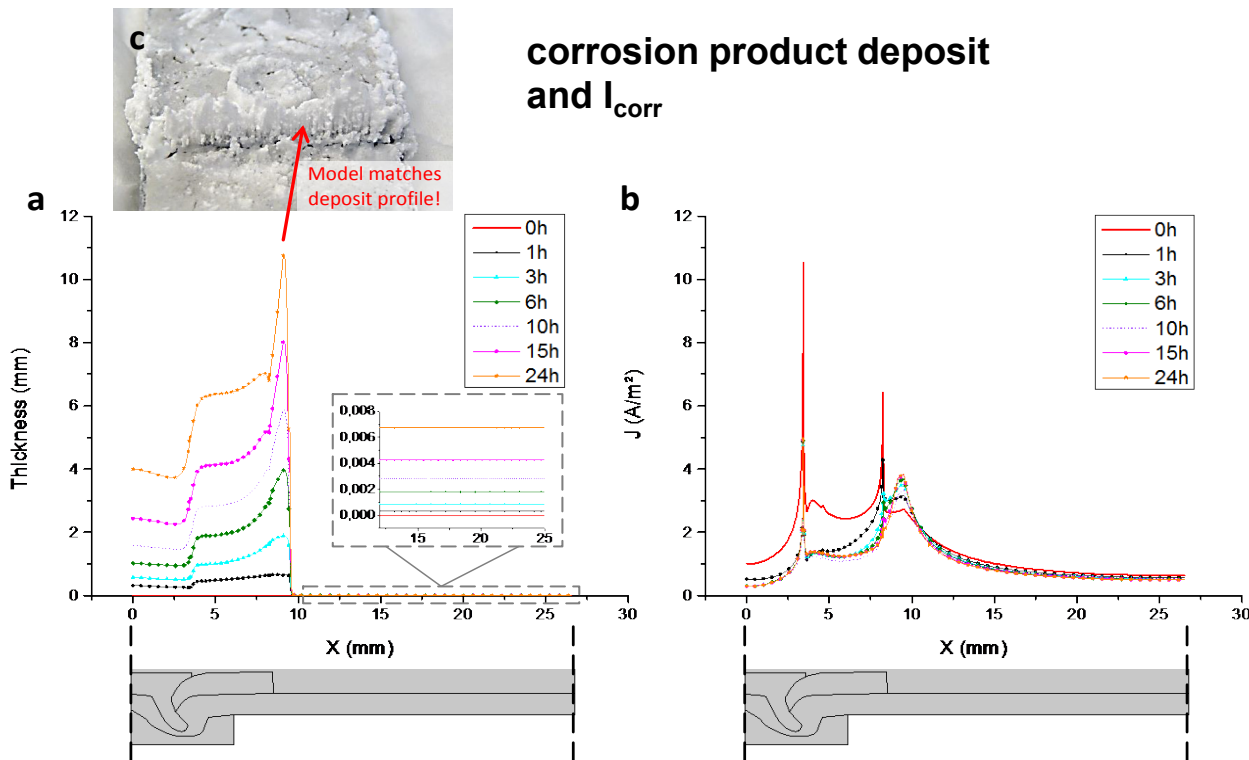 c
corrosion product deposit
and Icorr
Model matches
deposit profile!
a
12
10
8
6
4
2
0
Thickness (mm)
0h
1h
3h
6h
10h
15h
24h
0,008
0,006
0,004
0,002
0,000
15 20 25
0 5 10 15 20 25 30
X (mm)
b
12
10
8
6
4
2
0
J (A/m²)
0h
1h
3h
6h
10h
15h
24h
0 5 10 15 20 25 30
X (mm)